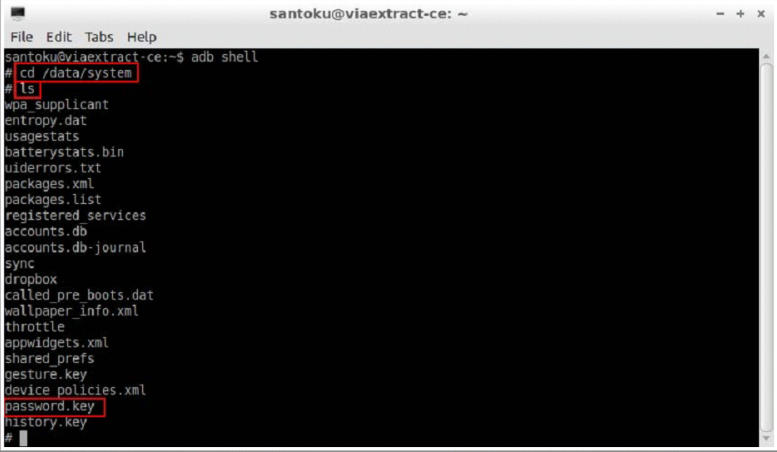 santoku@viaextract-ce: ~
File Edit Tabs Help
santoku@viaextract-ce:~$ adb shell
# cd /data/system
# ls
wpa_supplicant
entropy.dat
usagestats
batterystats.bin
uiderrors.txt
packages.xml
packages.list
registered_services
accounts.db
accounts.db-journal
sync
dropbox
called_pre_boots.dat
wallpaper_info.xml
throttle
appwidgets.xml
shared_prefs
gesture.key
device_policies.xml
password.key
history.key
#